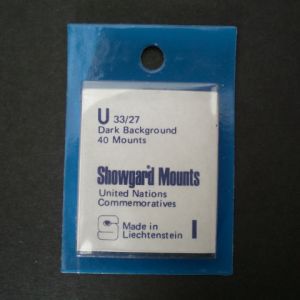 U 33/27
Dark Background
40 Mounts
Showgard Mounts
United Nations
Commemoratives
S Made in
Liechtenstein I